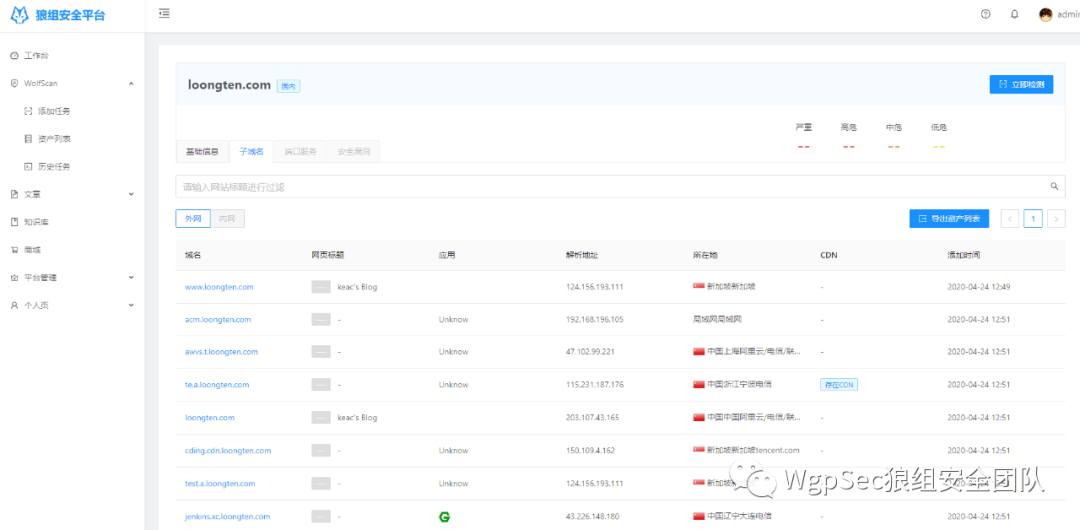 狼组安全平台
admin
工作台
WolfScan
添加任务
资产列表
历史任务
文章
知识库
商城
平台管理
个人页
loongten.com 国内
立即检测
严重 高危 中危 低危
-- -- -- --
基础信息 子域名 端口服务 安全漏洞
请输入网站标题进行过滤
外网 内网
导出资产列表
< 1 >
域名 网页标题 应用 解析地址 所在地 CDN 添加时间
www.loongten.com keac's Blog 124.156.193.111 新加坡新加坡 - 2020-04-24 12:49
acm.loongten.com - Unknow 192.168.196.105 局域网局域网 - 2020-04-24 12:51
awvs.t.loongten.com - Unknow 47.102.99.221 中国上海阿里云/电信/联... - 2020-04-24 12:51
te.a.loongten.com - Unknow 115.231.187.176 中国浙江宁波电信 存在CDN 2020-04-24 12:51
loongten.com keac's Blog 203.107.43.165 中国中国阿里云/电信/联... - 2020-04-24 12:51
cding.cdn.loongten.com - Unknow 150.109.4.162 新加坡新加坡tencent.com - 2020-04-24 12:51
test.a.loongten.com - Unknow 124.156.193.111 新加坡 2020-04-24 12:51
jenkins.xc.loongten.com - 43.226.148.180 中国辽宁大连电信 - 2020-04-24 12:51
WgpSec狼组安全团队